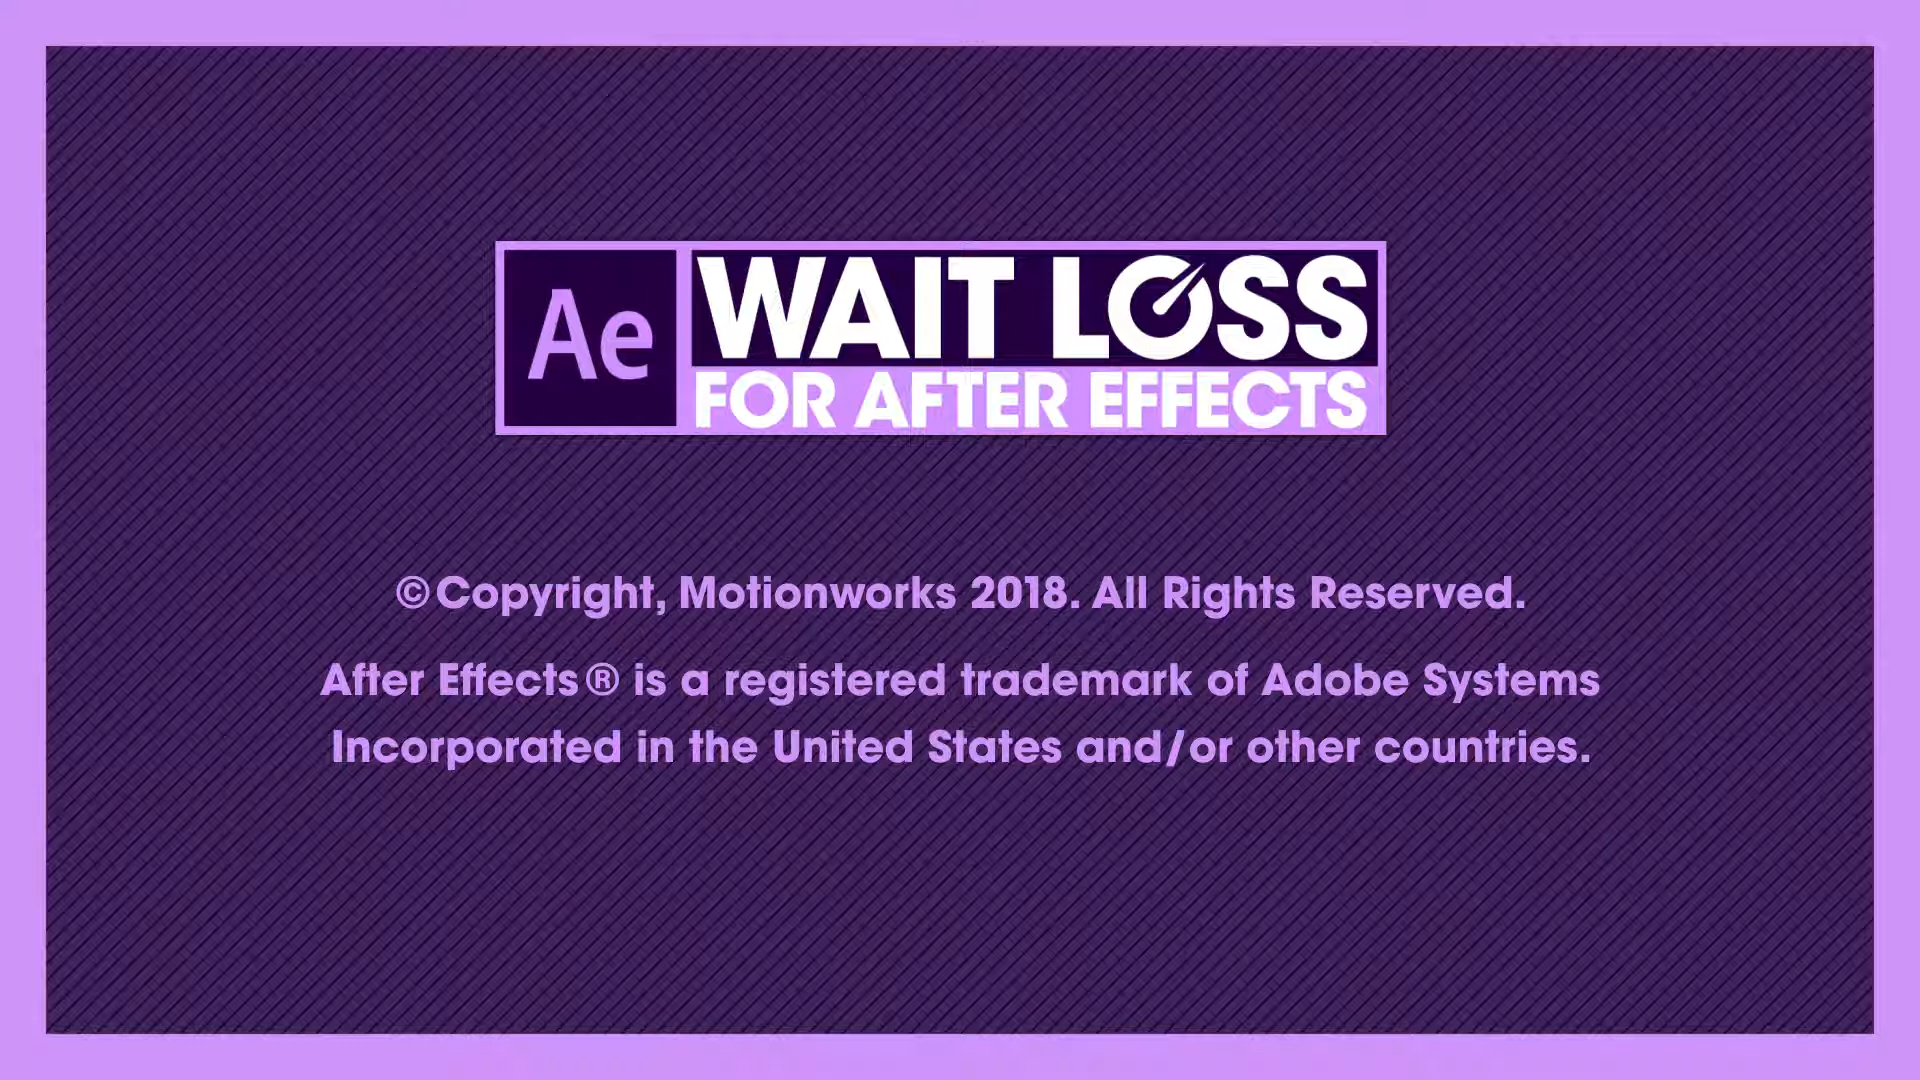 Ae
WAIT LOSS
FOR AFTER EFFECTS
© Copyright, Motionworks 2018. All Rights Reserved.
After Effects ® is a registered trademark of Adobe Systems
Incorporated in the United States and/or other countries.